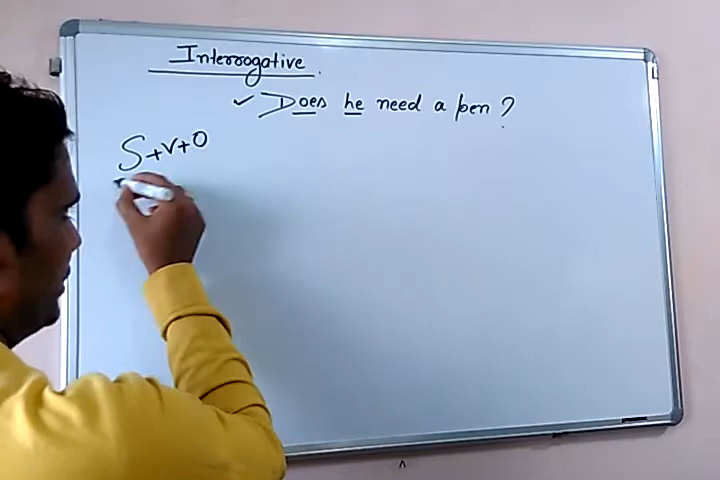 Interrogative
✓ Does he need a pen ?
S+V+O